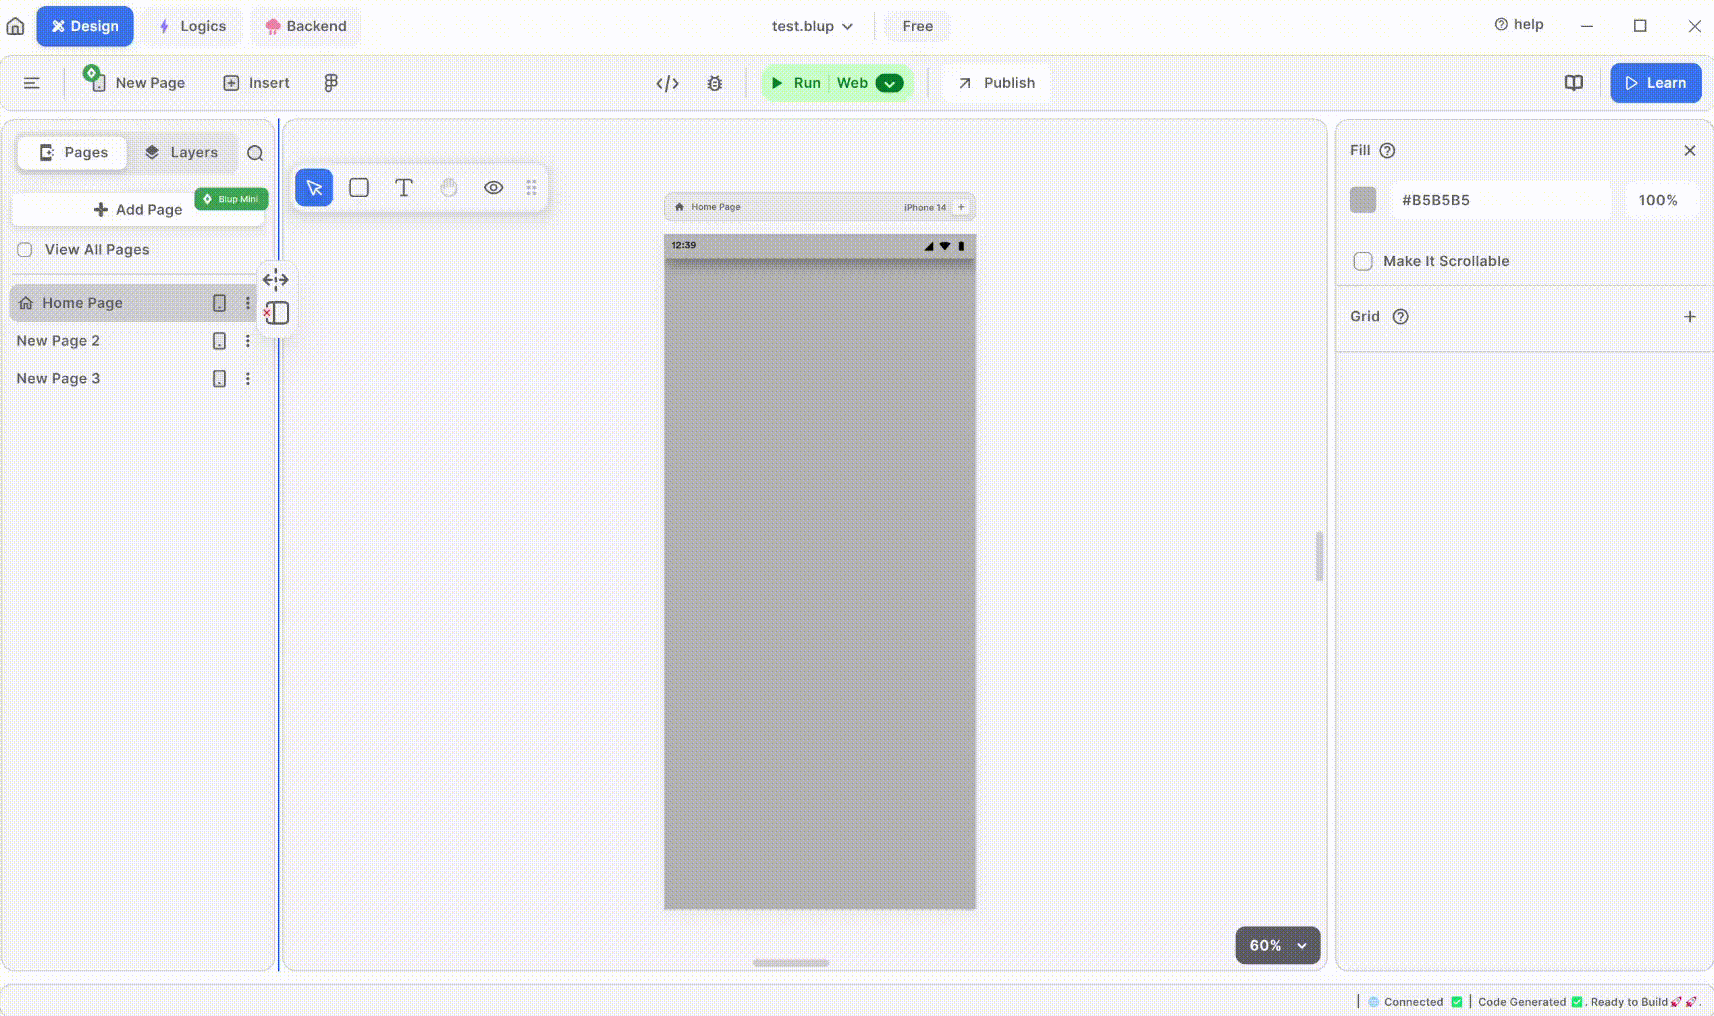 Design
Logics
Backend
test.blup
Free
help
New Page
Insert
Run
Web
Publish
Learn
Pages
Layers
Add Page
Blup Mini
View All Pages
Home Page
New Page 2
New Page 3
Home Page
iPhone 14
12:39
60%
Fill
#B5B5B5
100%
Make It Scrollable
Grid
| Connected ✅ | Code Generated ✅. Ready to Build🚀🚀.